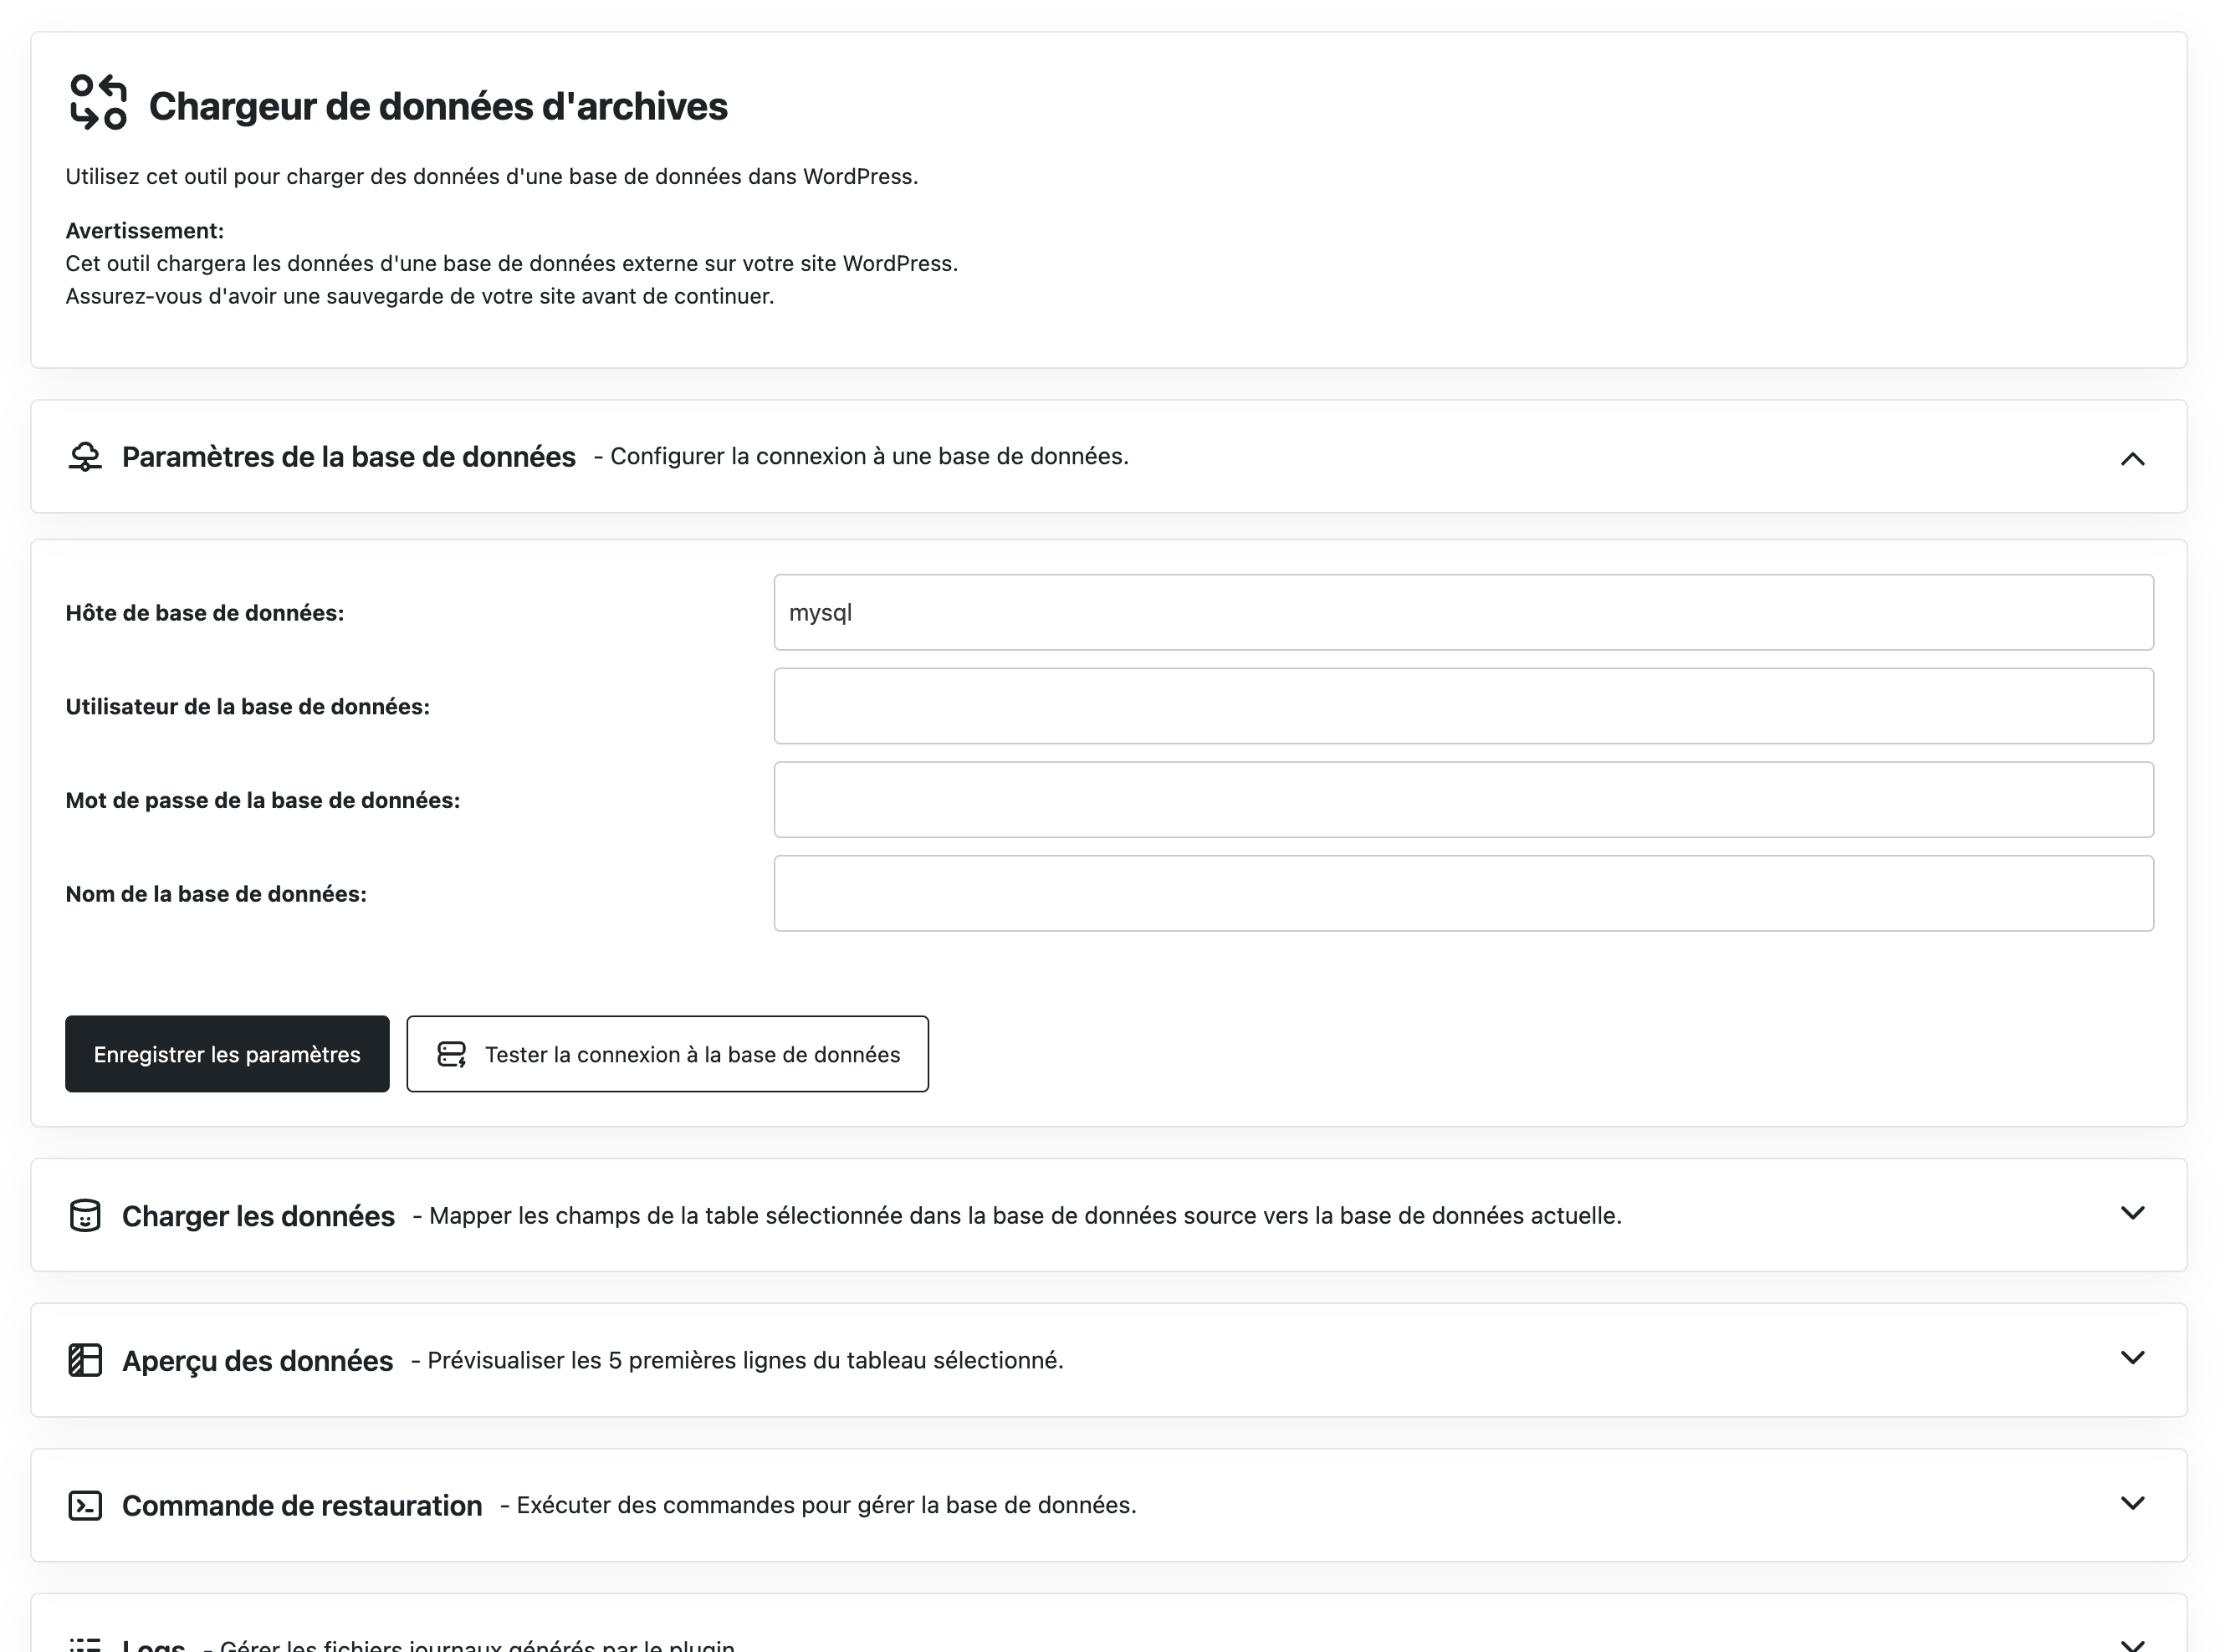 Chargeur de données d'archives
Utilisez cet outil pour charger des données d'une base de données dans WordPress.
Avertissement:
Cet outil chargera les données d'une base de données externe sur votre site WordPress.
Assurez-vous d'avoir une sauvegarde de votre site avant de continuer.
Paramètres de la base de données - Configurer la connexion à une base de données.
Hôte de base de données: mysql
Utilisateur de la base de données:
Mot de passe de la base de données:
Nom de la base de données:
Enregistrer les paramètres Tester la connexion à la base de données
Charger les données - Mapper les champs de la table sélectionnée dans la base de données source vers la base de données actuelle.
Aperçu des données - Prévisualiser les 5 premières lignes du tableau sélectionné.
Commande de restauration - Exécuter des commandes pour gérer la base de données.
Logs - Gérer les fichiers journaux générés par le plugin